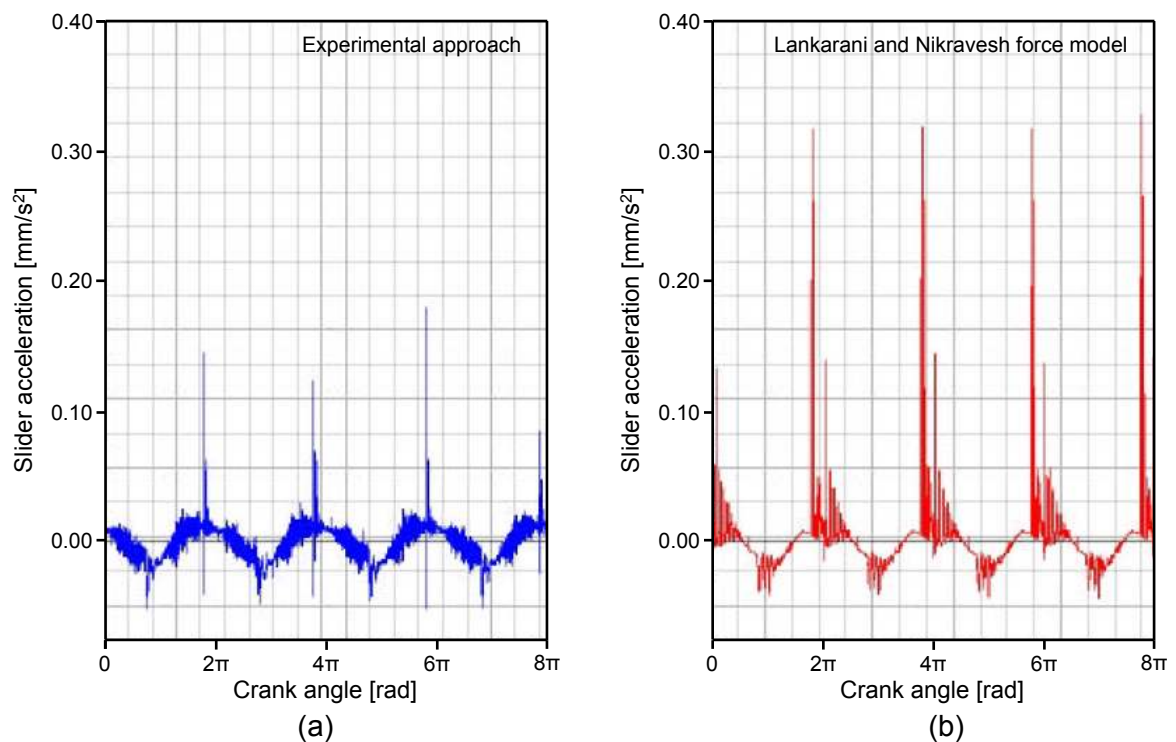 Experimental approach
Slider acceleration [mm/s²]
0.40
0.30
0.20
0.10
0.00
0
2π
4π
6π
8π
Crank angle [rad]
(a)
Lankarani and Nikravesh force model
Slider acceleration [mm/s²]
0.40
0.30
0.20
0.10
0.00
0
2π
4π
6π
8π
Crank angle [rad]
(b)